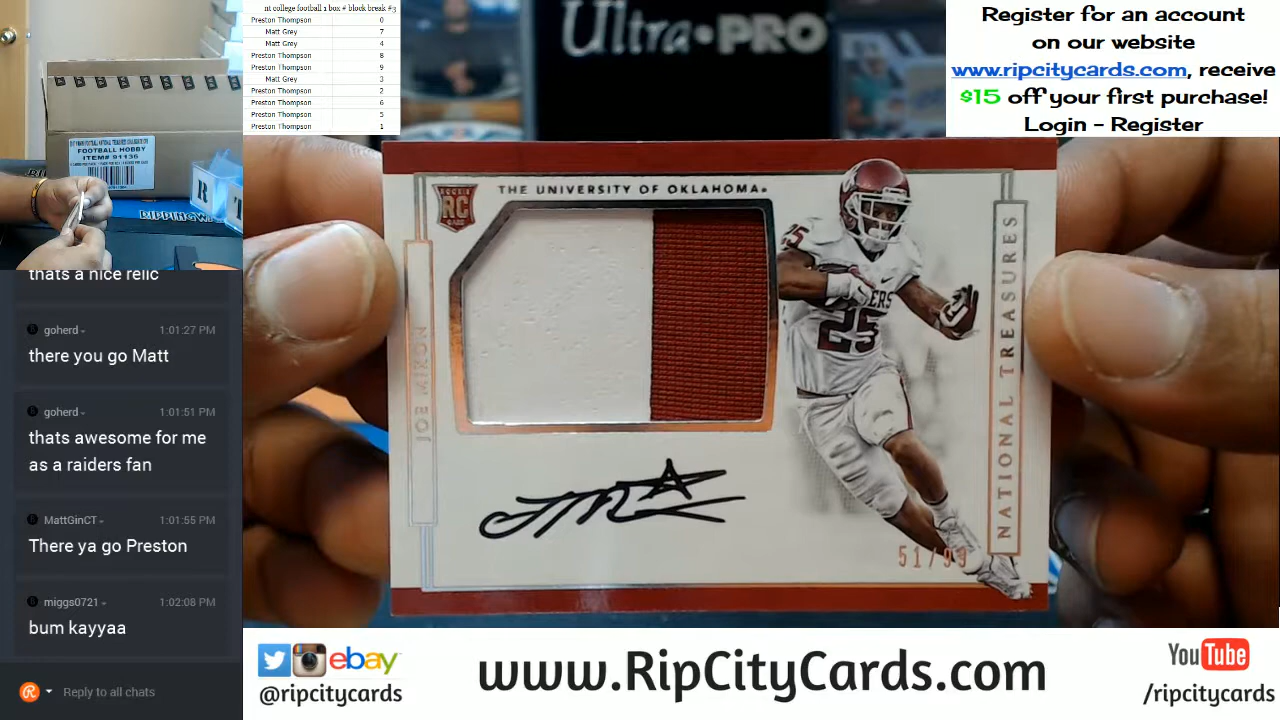 nt college football 1 box # block break #3
Preston Thompson 0
Matt Grey 7
Matt Grey 4
Preston Thompson 8
Preston Thompson 9
Matt Grey 3
Preston Thompson 2
Preston Thompson 6
Preston Thompson 5
Preston Thompson 1
Ultra•PRO
Register for an account
on our website
www.ripcitycards.com, receive
$15 off your first purchase!
Login - Register
FOOTBALL HOBBY
ITEM# 91136
ROOKIE
RC
CARD
THE UNIVERSITY OF OKLAHOMA
JOE MIXON
25
25
NATIONAL TREASURES
51/99
thats a nice relic
goherd 1:01:27 PM
there you go Matt
goherd 1:01:51 PM
thats awesome for me
as a raiders fan
MattGinCT 1:01:55 PM
There ya go Preston
miggs0721 1:02:08 PM
bum kayyaa
Reply to all chats
ebay
@ripcitycards
www.RipCityCards.com
YouTube
/ripcitycards